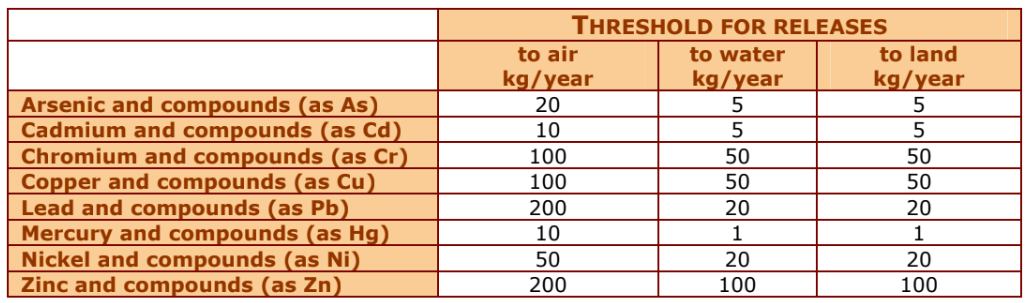 THRESHOLD FOR RELEASES
to air to water to land
kg/year kg/year kg/year
Arsenic and compounds (as As) 20 5 5
Cadmium and compounds (as Cd) 10 5 5
Chromium and compounds (as Cr) 100 50 50
Copper and compounds (as Cu) 100 50 50
Lead and compounds (as Pb) 200 20 20
Mercury and compounds (as Hg) 10 1 1
Nickel and compounds (as Ni) 50 20 20
Zinc and compounds (as Zn) 200 100 100